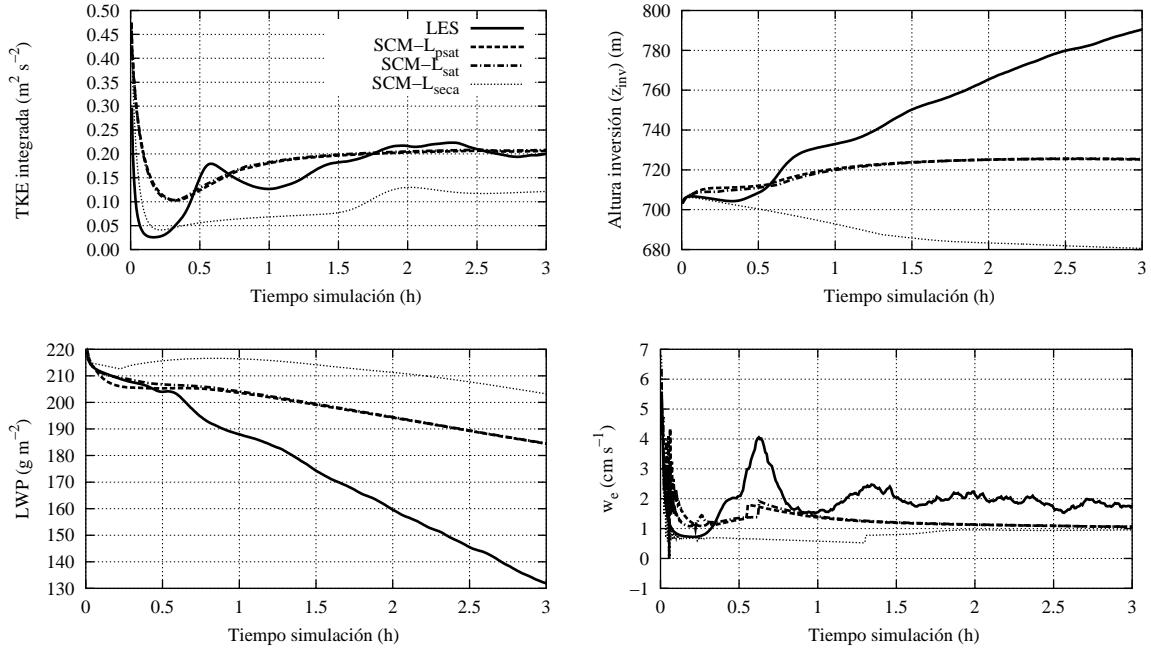 TKE integrada (m² s⁻²)
0.50
0.45
0.40
0.35
0.30
0.25
0.20
0.15
0.10
0.05
0.00
0 0.5 1 1.5 2 2.5 3
Tiempo simulación (h)
LES
SCM−Lpsat
SCM−Lsat
SCM−Lseca
Altura inversión (zinv) (m)
800
780
760
740
720
700
680
0 0.5 1 1.5 2 2.5 3
Tiempo simulación (h)
LWP (g m⁻²)
220
210
200
190
180
170
160
150
140
130
0 0.5 1 1.5 2 2.5 3
Tiempo simulación (h)
we (cm s⁻¹)
7
6
5
4
3
2
1
0
−1
0 0.5 1 1.5 2 2.5 3
Tiempo simulación (h)